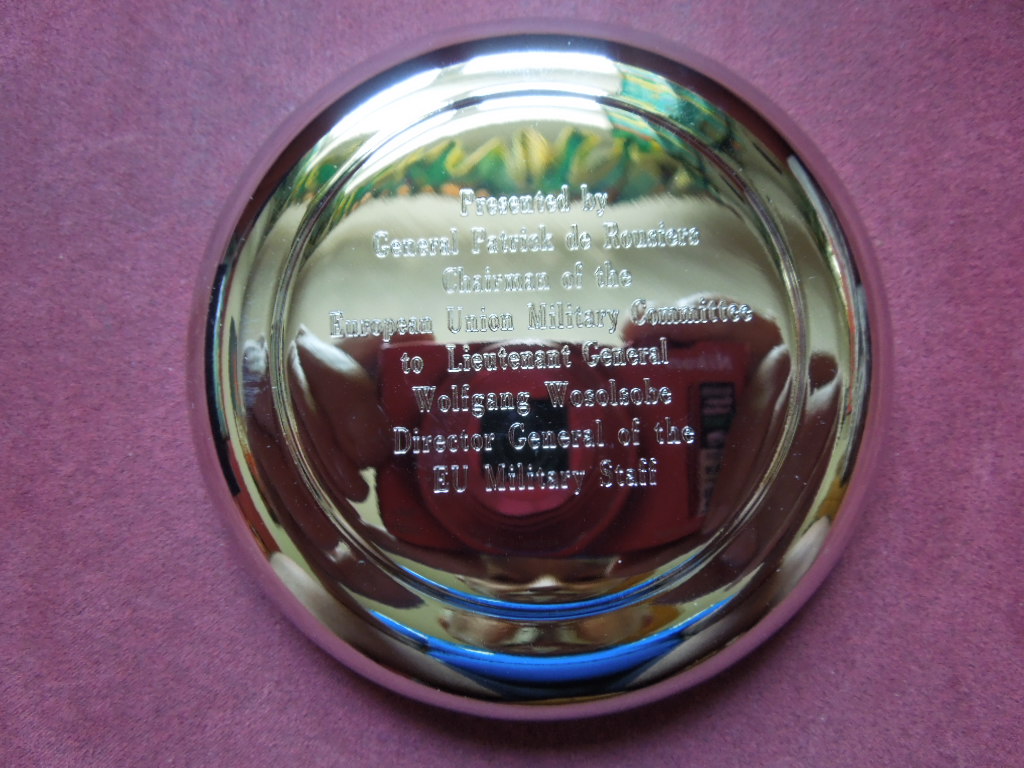 Presented by
General Patrick de Rousiers
Chairman of the
European Union Military Committee
to Lieutenant General
Wolfgang Wosolsobe
Director General of the
EU Military Staff